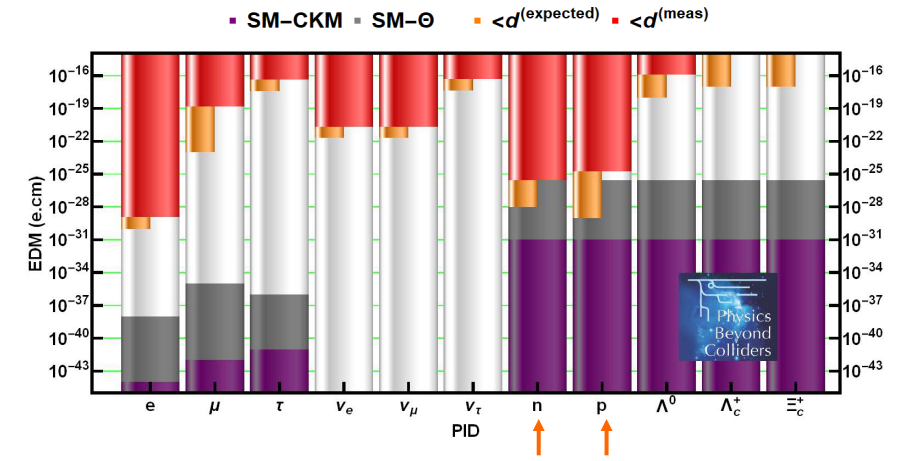 SM−CKM SM−Θ <d(expected) <d(meas)
10−16 10−16
10−19 10−19
10−22 10−22
10−25 10−25
10−28 10−28
10−31 10−31
10−34 10−34
10−37 10−37
10−40 10−40
10−43 10−43
EDM (e.cm)
Physics
Beyond
Colliders
e μ τ νe νμ ντ n p Λ0 Λc+ Ξc+
PID